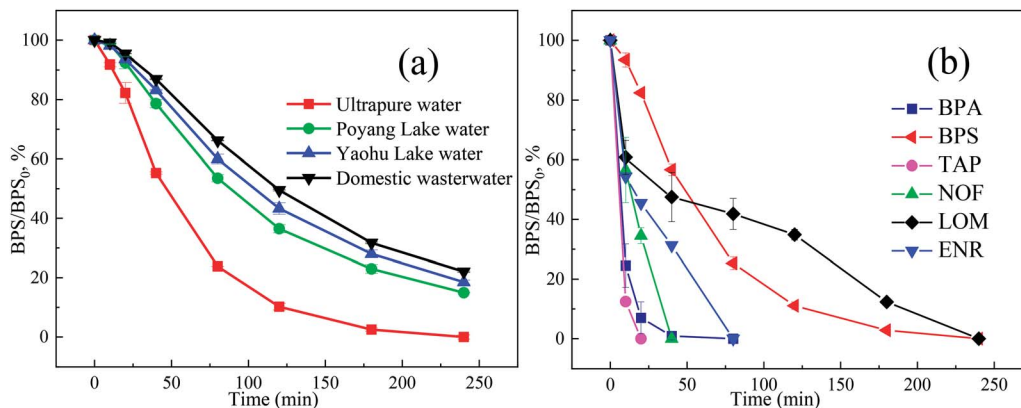 (a)
BPS/BPS₀, %
100
80
60
40
20
0
Ultrapure water
Poyang Lake water
Yaohu Lake water
Domestic wasterwater
0 50 100 150 200 250
Time (min)
(b)
BPS/BPS₀, %
100
80
60
40
20
0
BPA
BPS
TAP
NOF
LOM
ENR
0 50 100 150 200 250
Time (min)